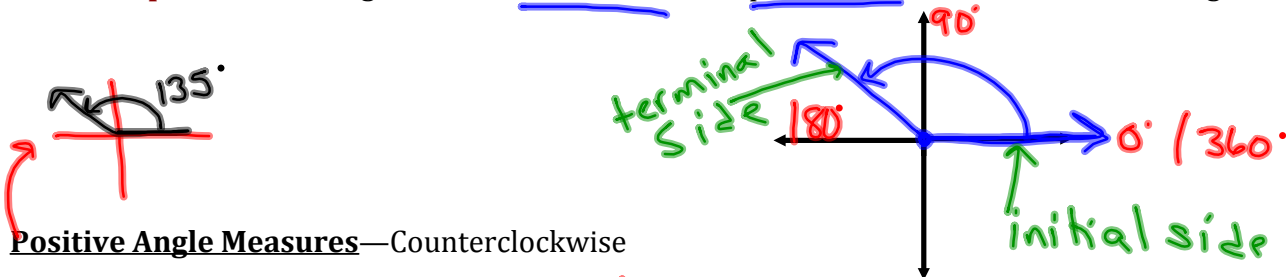 90°
135°
terminal
side
180°
0° / 360°
initial side
Positive Angle Measures—Counterclockwise